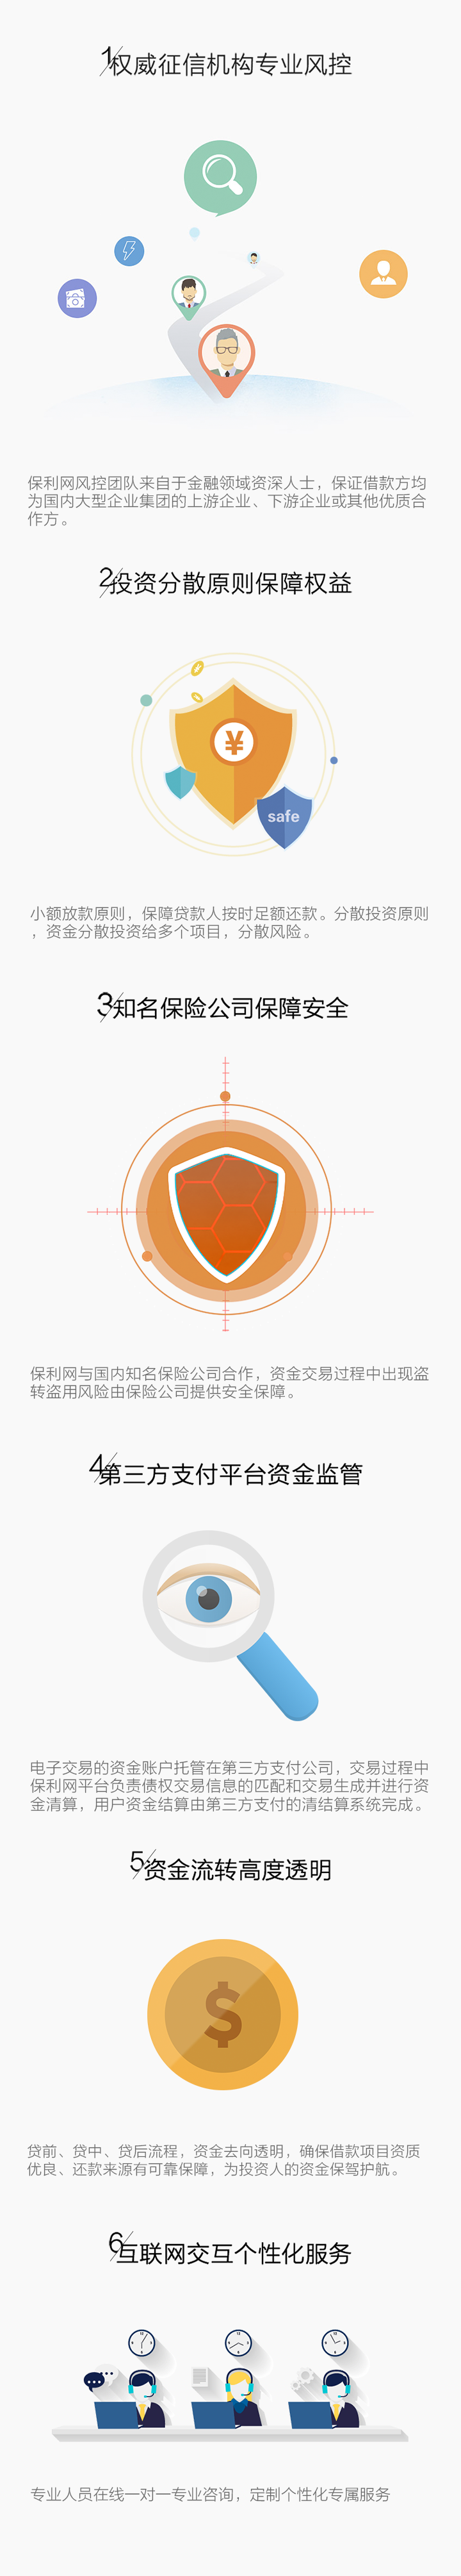 1权威征信机构专业风控
保利网风控团队来自于金融领域资深人士，保证借款方均
为国内大型企业集团的上游企业、下游企业或其他优质合
作方。
2投资分散原则保障权益
¥
safe
小额放款原则，保障贷款人按时足额还款。分散投资原则
，资金分散投资给多个项目，分散风险。
3知名保险公司保障安全
保利网与国内知名保险公司合作，资金交易过程中出现盗
转盗用风险由保险公司提供安全保障。
4第三方支付平台资金监管
电子交易的资金账户托管在第三方支付公司，交易过程中
保利网平台负责债权交易信息的匹配和交易生成并进行资
金清算，用户资金结算由第三方支付的清结算系统完成。
5资金流转高度透明
$
贷前、贷中、贷后流程，资金去向透明，确保借款项目资质
优良、还款来源有可靠保障，为投资人的资金保驾护航。
6互联网交互个性化服务
专业人员在线一对一专业咨询，定制个性化专属服务